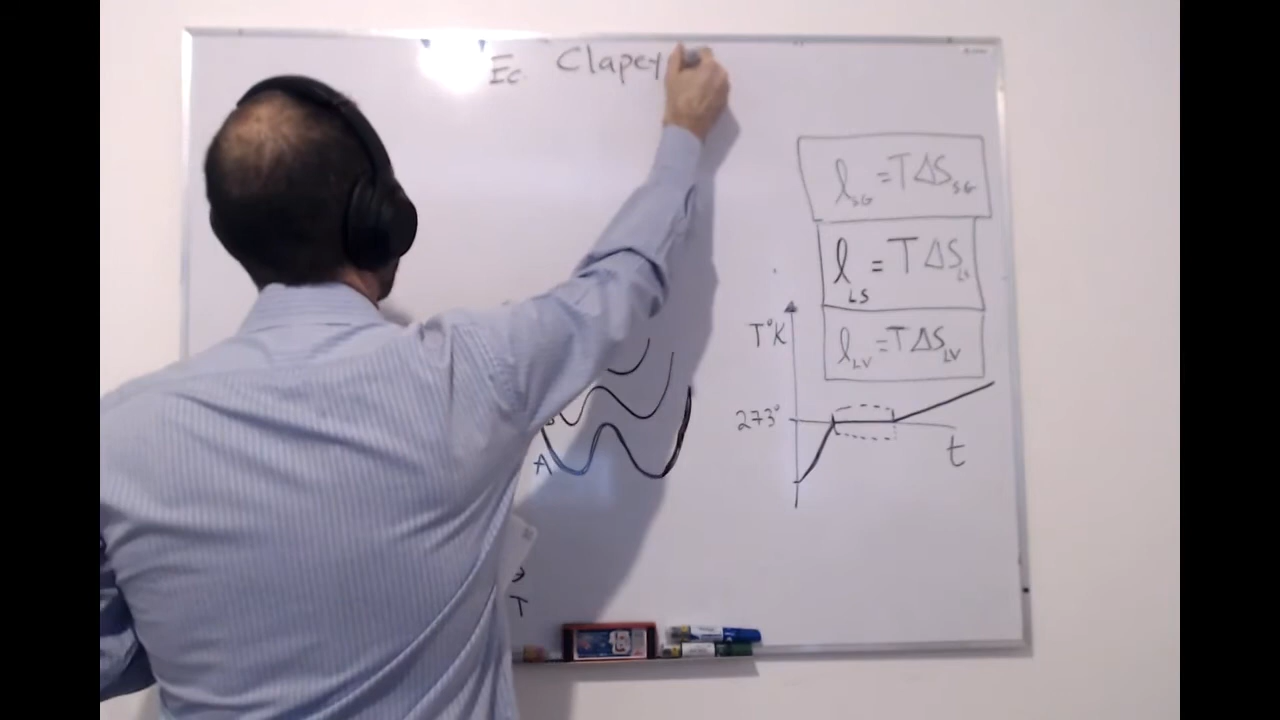 Ec Clapey
l_SG = TΔS_SG
l_LS = TΔS_LS
l_LV = TΔS_LV
T°K
273°
t
A
T